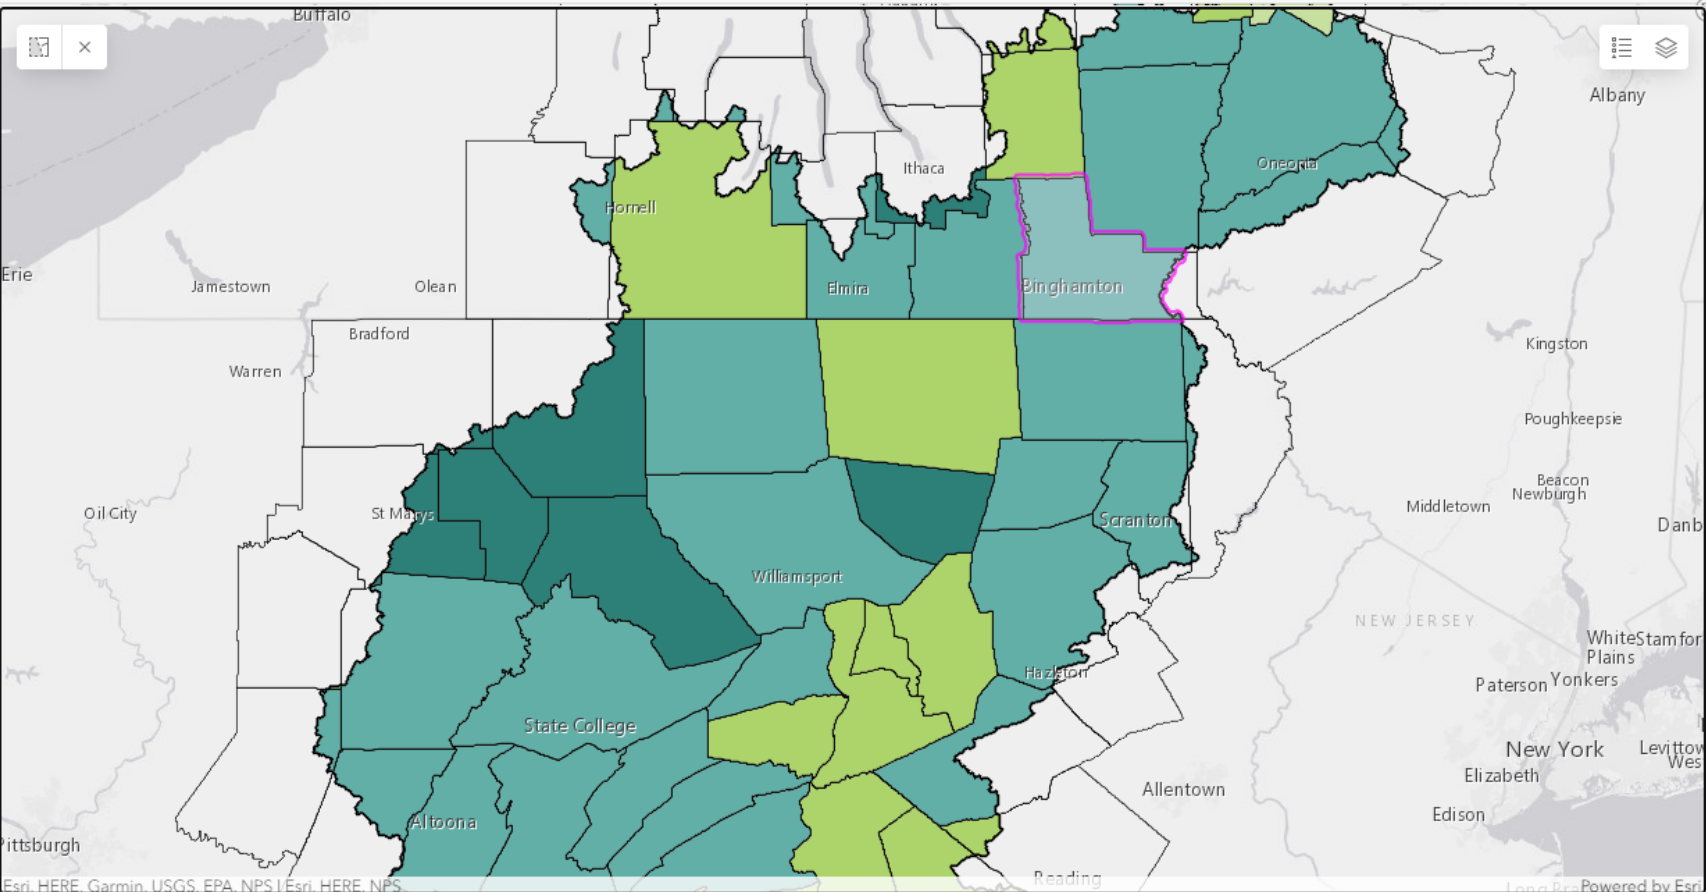 Buffalo
Albany
Ithaca
Oneonta
Hornell
Erie
Jamestown
Olean
Elmira
Binghamton
Bradford
Warren
Kingston
Poughkeepsie
Beacon
Newburgh
Middletown
Oil City
St Marys
Scranton
Danb
Williamsport
NEW JERSEY
White
Plains
Stamfor
Hazleton
Paterson
Yonkers
State College
New York
Levittow
Wes
Elizabeth
Allentown
Edison
Altoona
Pittsburgh
Reading
Esri, HERE, Garmin, USGS, EPA, NPS | Esri, HERE, NPS
Powered by Esri